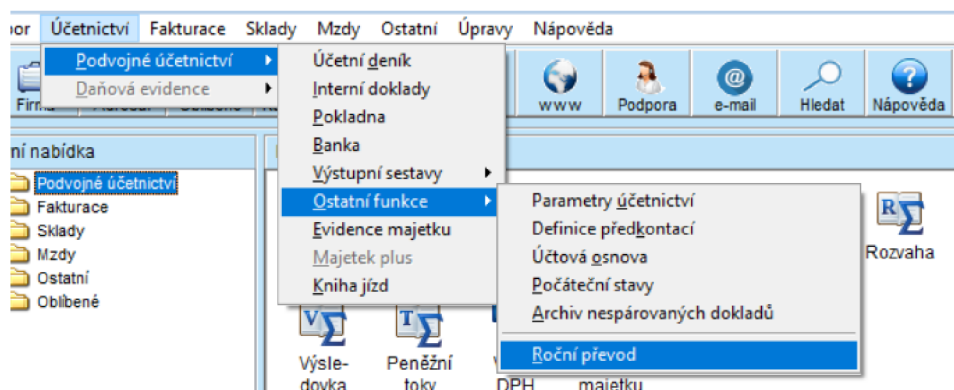 Účetnictví Fakturace Sklady Mzdy Ostatní Úpravy Nápověda
Podvojné účetnictví
Daňová evidence
Účetní deník
Interní doklady
Pokladna
Banka
Výstupní sestavy
Ostatní funkce
Evidence majetku
Majetek plus
Kniha jízd
Parametry účetnictví
Definice předkontací
Účtová osnova
Počáteční stavy
Archiv nespárovaných dokladů
Roční převod
www Podpora e-mail Hledat Nápověda
ní nabídka
Podvojné účetnictví
Fakturace
Sklady
Mzdy
Ostatní
Oblíbené
Rozvaha
Výsle-
dovka
Peněžní
toky
DPH
majetku